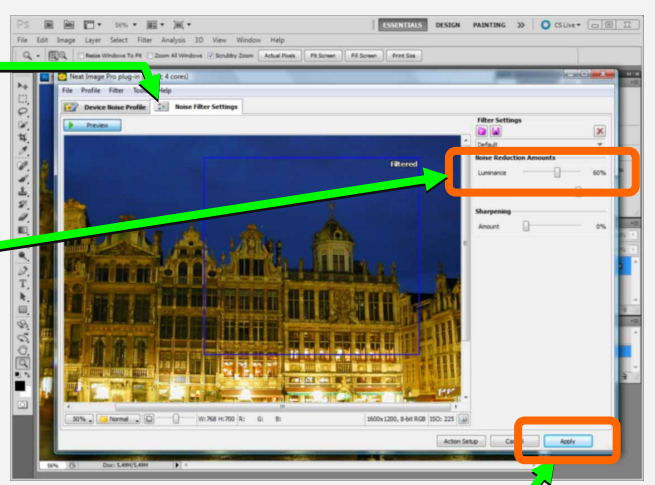 Ps Br Mb 56% ESSENTIALS DESIGN PAINTING >> CS Live
File Edit Image Layer Select Filter Analysis 3D View Window Help
Resize Windows To Fit Zoom All Windows Scrubby Zoom Actual Pixels Fit Screen Fill Screen Print Size
Neat Image Pro plug-in 4 cores)
File Profile Filter Help
Device Noise Profile Noise Filter Settings
Preview
Filter Settings
Default
Filtered
Noise Reduction Amounts
Luminance 60%
Sharpening
Amount 0%
50% Normal W:768 H:700 R: G: B: 1600x1200, 8-bit RGB ISO: 225
Action Setup Apply
56% Doc: 5,49M/5,49M